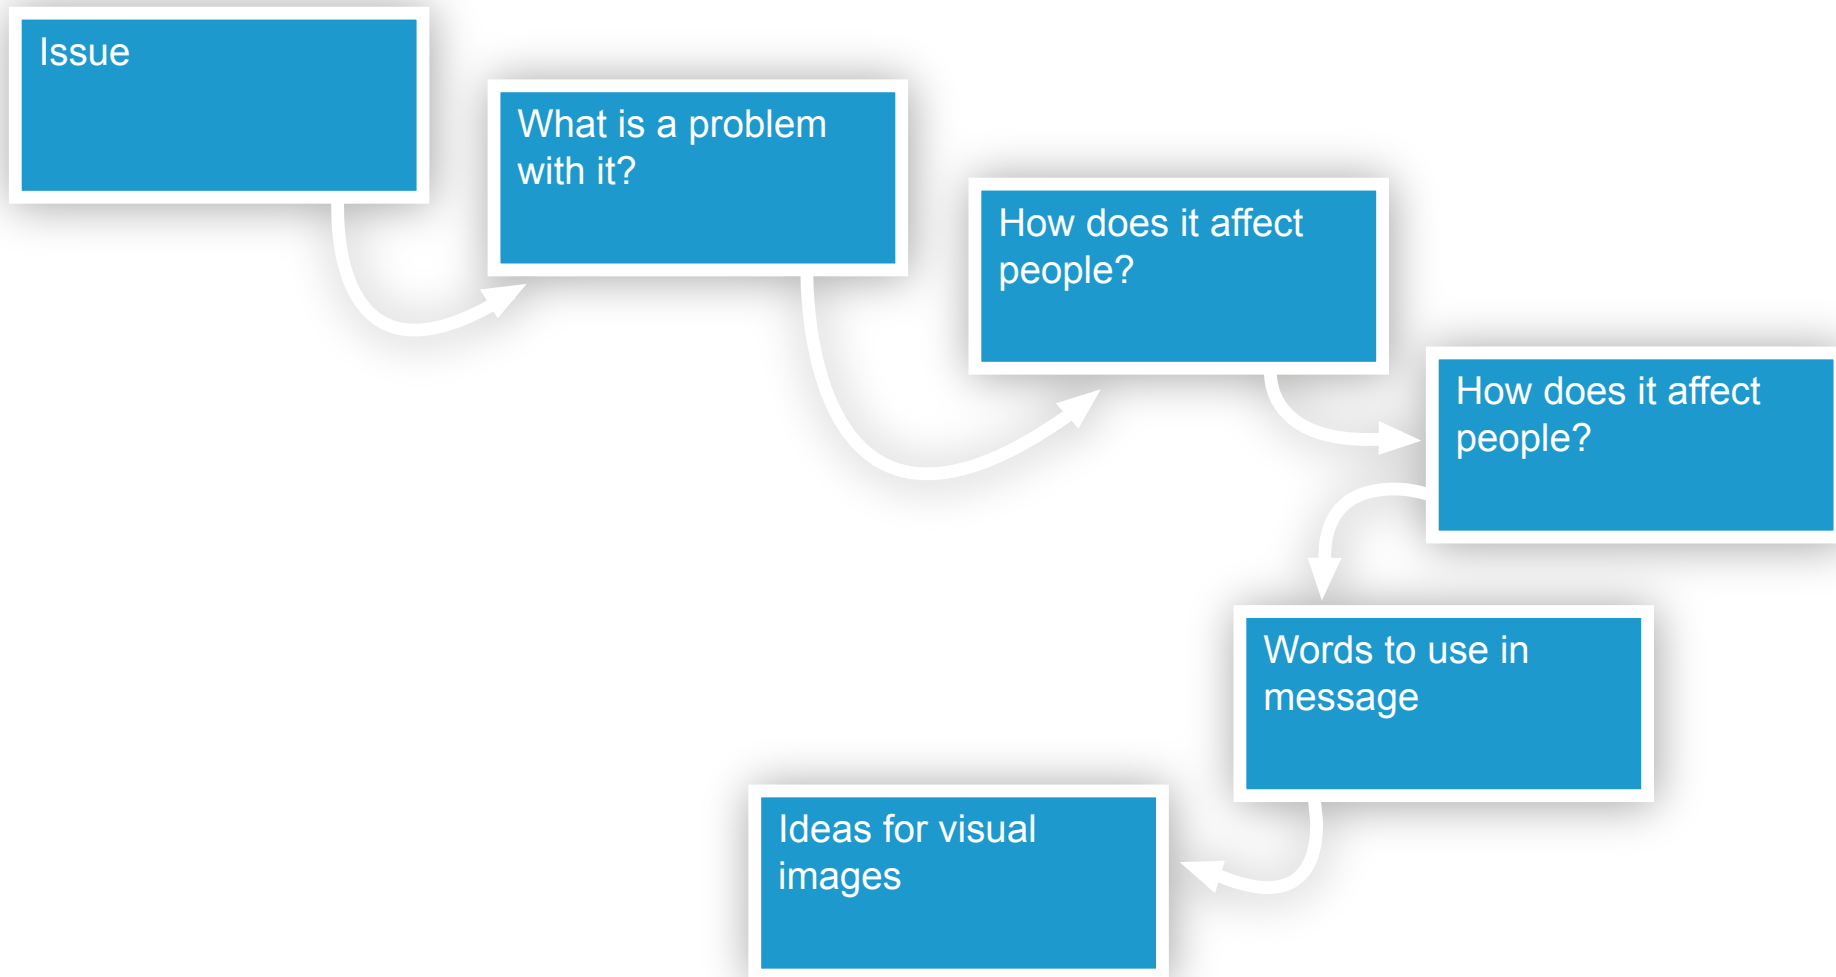 Issue
What is a problem
with it?
How does it affect
people?
How does it affect
people?
Words to use in
message
Ideas for visual
images